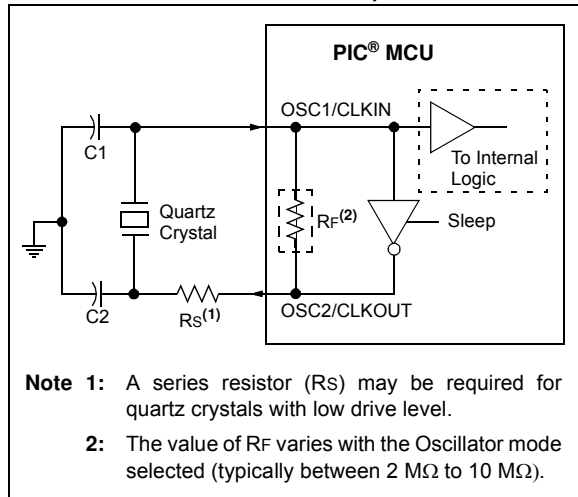 PIC® MCU
OSC1/CLKIN
C1
To Internal
Logic
Quartz
Crystal
RF(2)
Sleep
C2
RS(1)
OSC2/CLKOUT
Note 1: A series resistor (RS) may be required for
quartz crystals with low drive level.
2: The value of RF varies with the Oscillator mode
selected (typically between 2 MΩ to 10 MΩ).